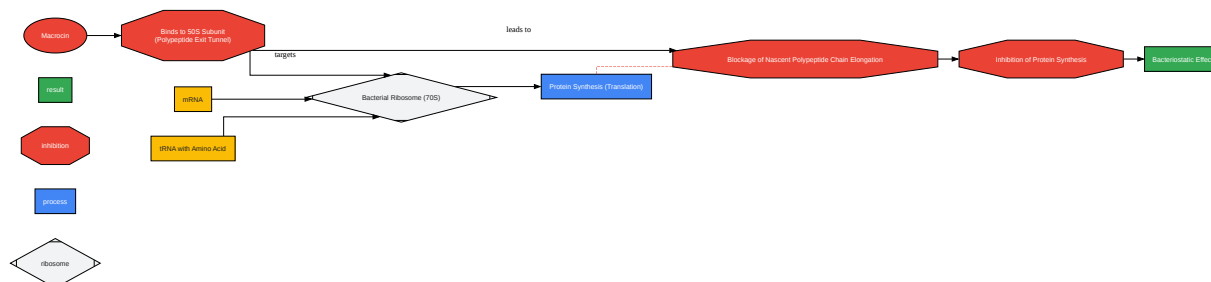 leads to
Macrocin
Binds to 50S Subunit
(Polypeptide Exit Tunnel)
targets
Blockage of Nascent Polypeptide Chain Elongation
Inhibition of Protein Synthesis
Bacteriostatic Effec
result
mRNA
Bacterial Ribosome (70S)
Protein Synthesis (Translation)
inhibition
tRNA with Amino Acid
process
ribosome